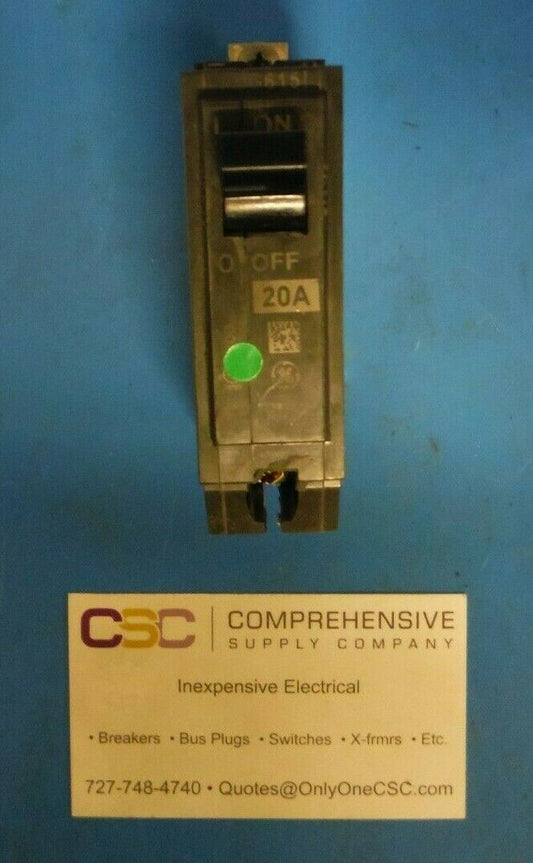 I ON
O OFF
20A
GE
CSC
COMPREHENSIVE
SUPPLY COMPANY
Inexpensive Electrical
• Breakers • Bus Plugs • Switches • X-frmrs • Etc.
727-748-4740 • Quotes@OnlyOneCSC.com